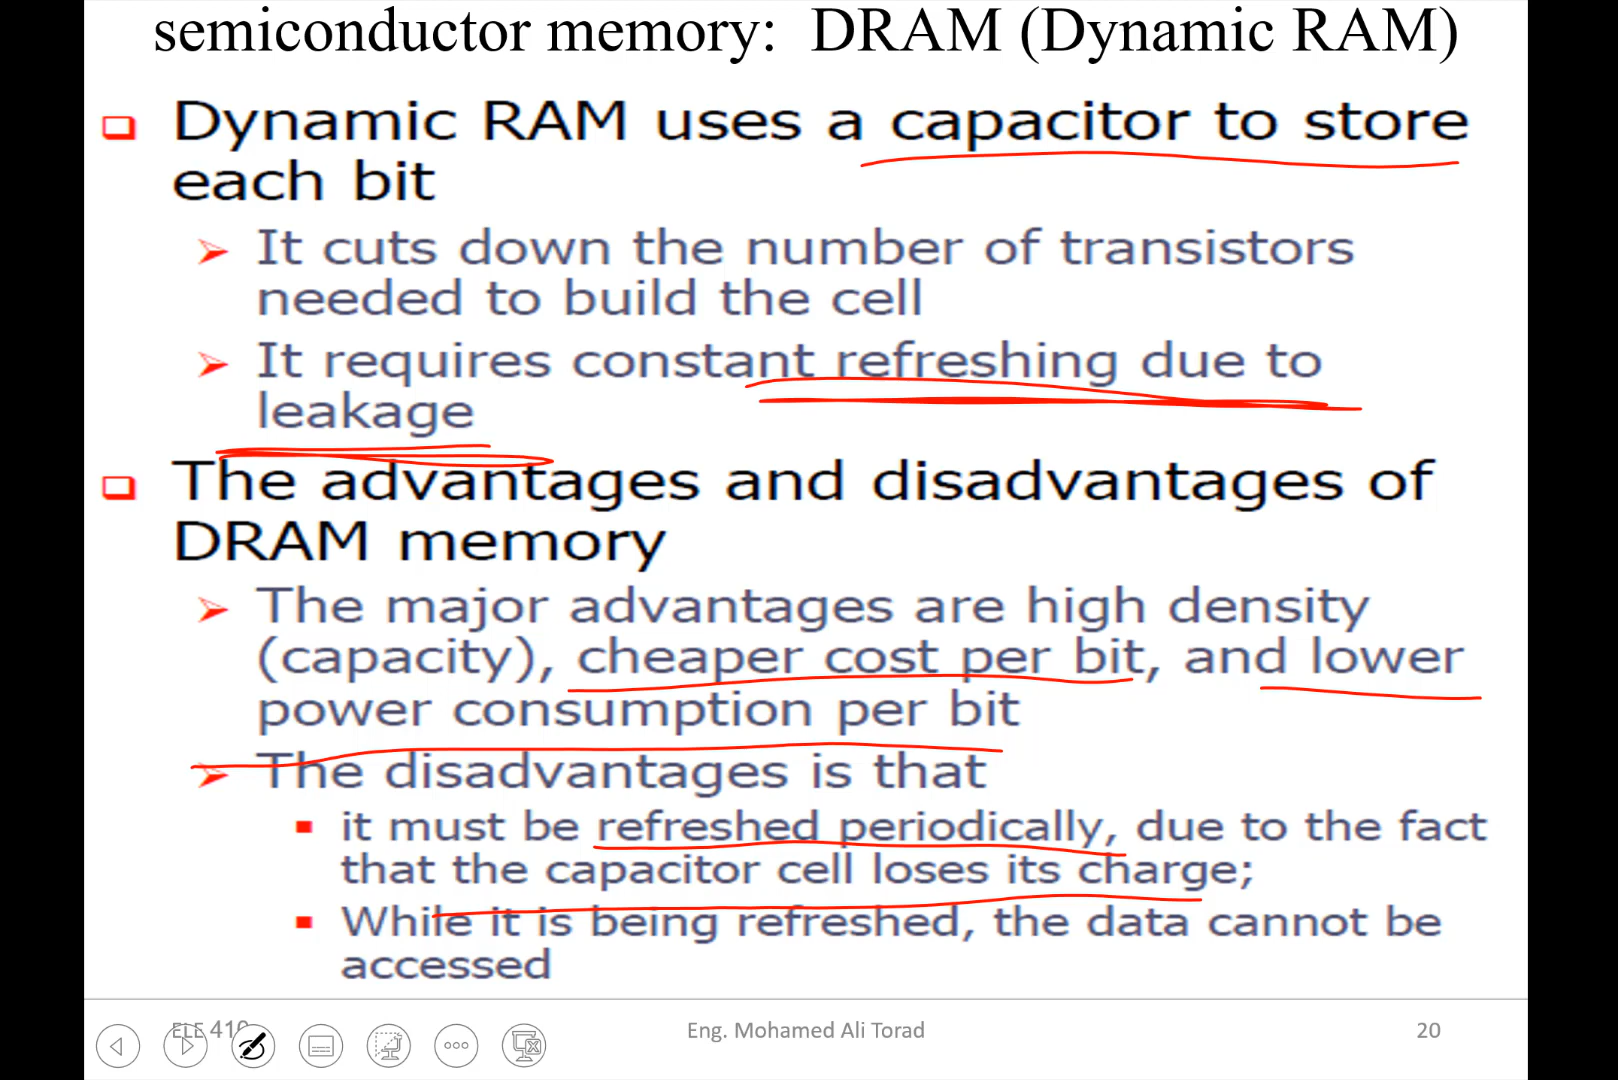 semiconductor memory: DRAM (Dynamic RAM)
Dynamic RAM uses a capacitor to store
each bit
It cuts down the number of transistors
needed to build the cell
It requires constant refreshing due to
leakage
The advantages and disadvantages of
DRAM memory
The major advantages are high density
(capacity), cheaper cost per bit, and lower
power consumption per bit
The disadvantages is that
it must be refreshed periodically, due to the fact
that the capacitor cell loses its charge;
While it is being refreshed, the data cannot be
accessed
ELE 410
Eng. Mohamed Ali Torad
20